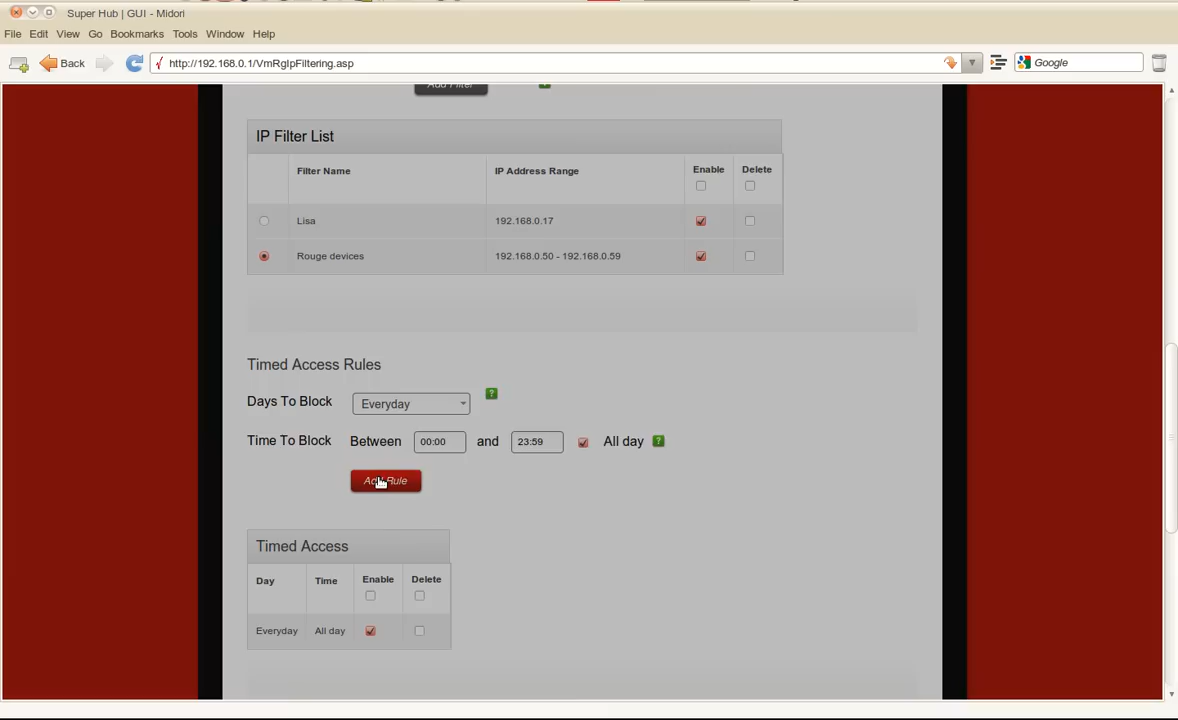 Super Hub | GUI - Midori
File Edit View Go Bookmarks Tools Window Help
Back http://192.168.0.1/VmRgIpFiltering.asp Google
Add Filter ?
IP Filter List
Filter Name IP Address Range Enable Delete
Lisa 192.168.0.17
Rouge devices 192.168.0.50 - 192.168.0.59
Timed Access Rules
Days To Block Everyday ?
Time To Block Between 00:00 and 23:59 All day ?
Add Rule
Timed Access
Day Time Enable Delete
Everyday All day